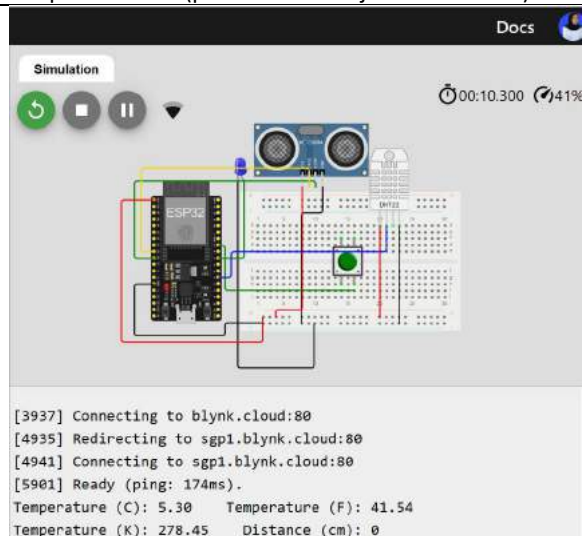 Docs
Simulation
00:10.300 41%
ESP32
DHT22
[3937] Connecting to blynk.cloud:80
[4935] Redirecting to sgp1.blynk.cloud:80
[4941] Connecting to sgp1.blynk.cloud:80
[5901] Ready (ping: 174ms).
Temperature (C): 5.30 Temperature (F): 41.54
Temperature (K): 278.45 Distance (cm): 0